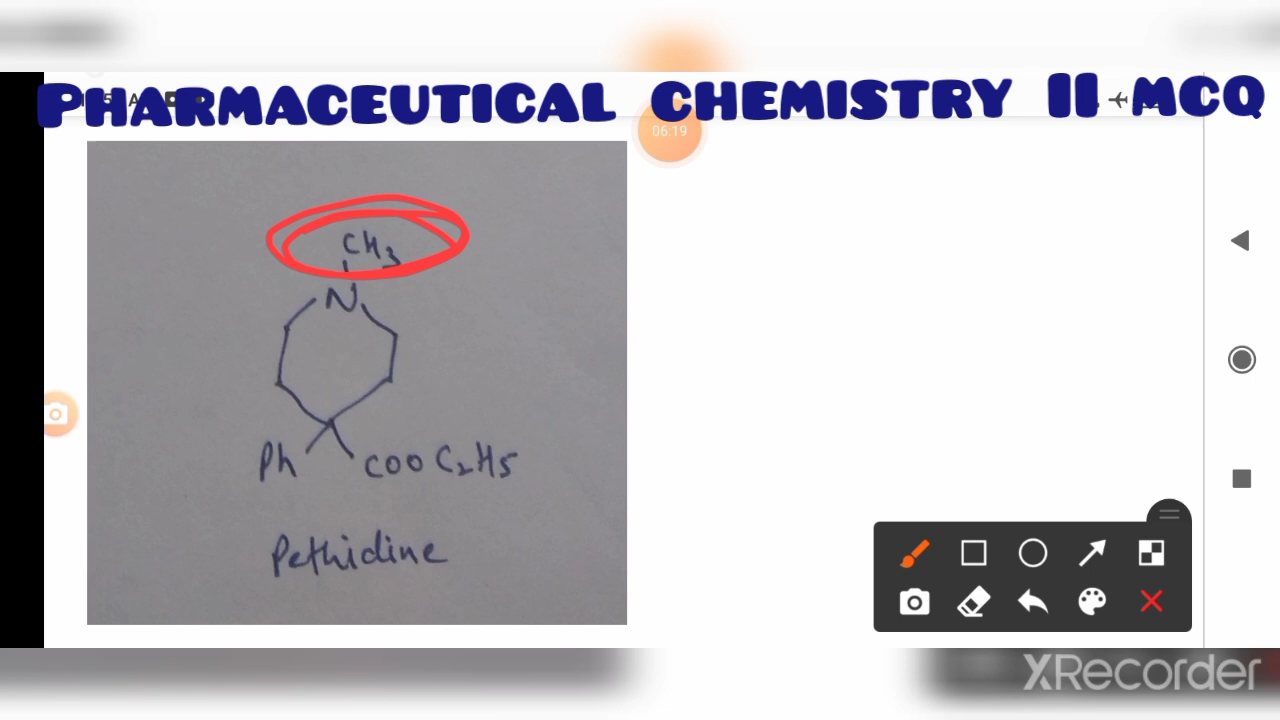 PHARMACEUTICAL CHEMISTRY II MCQ
06:19
CH3
N
Ph COOC2H5
Pethidine
XRecorder